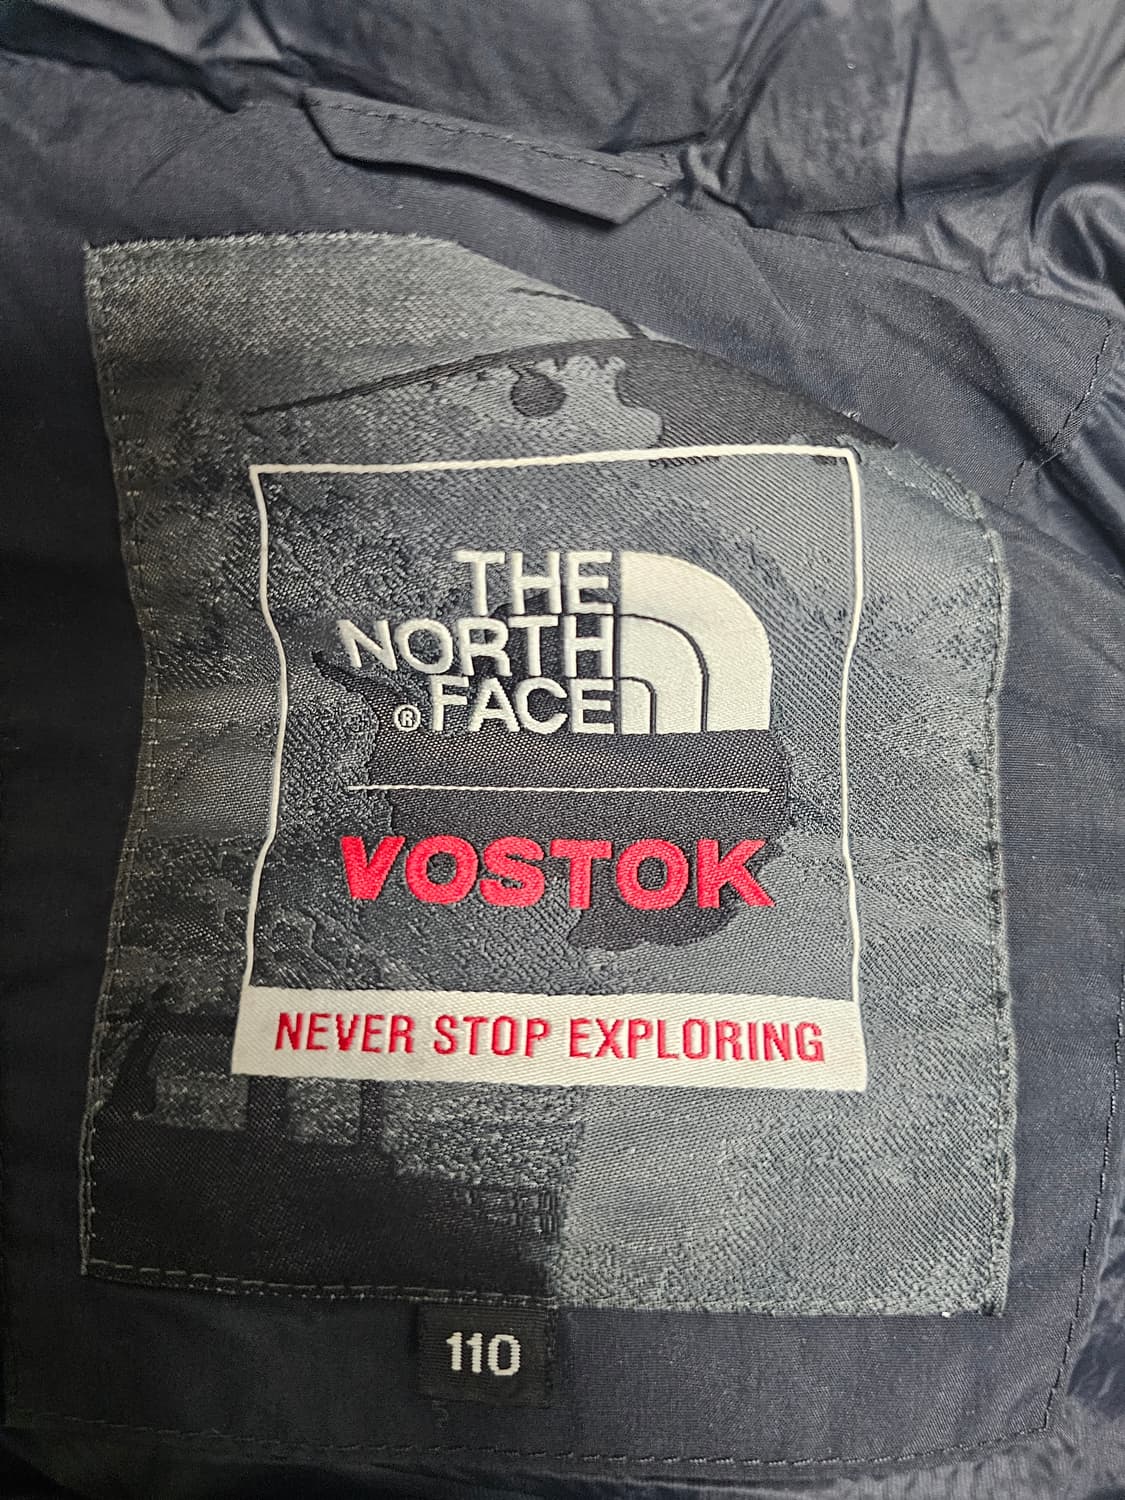 THE
NORTH
® FACE
VOSTOK
NEVER STOP EXPLORING
110